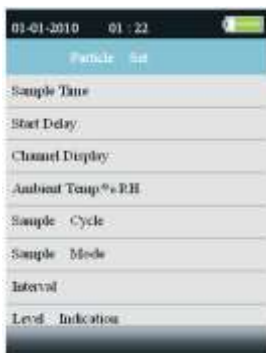 01-01-2010 01 : 22
Particle Set
Sample Time
Start Delay
Channel Display
Ambient Temp%RH
Sample Cycle
Sample Mode
Interval
Level Indication